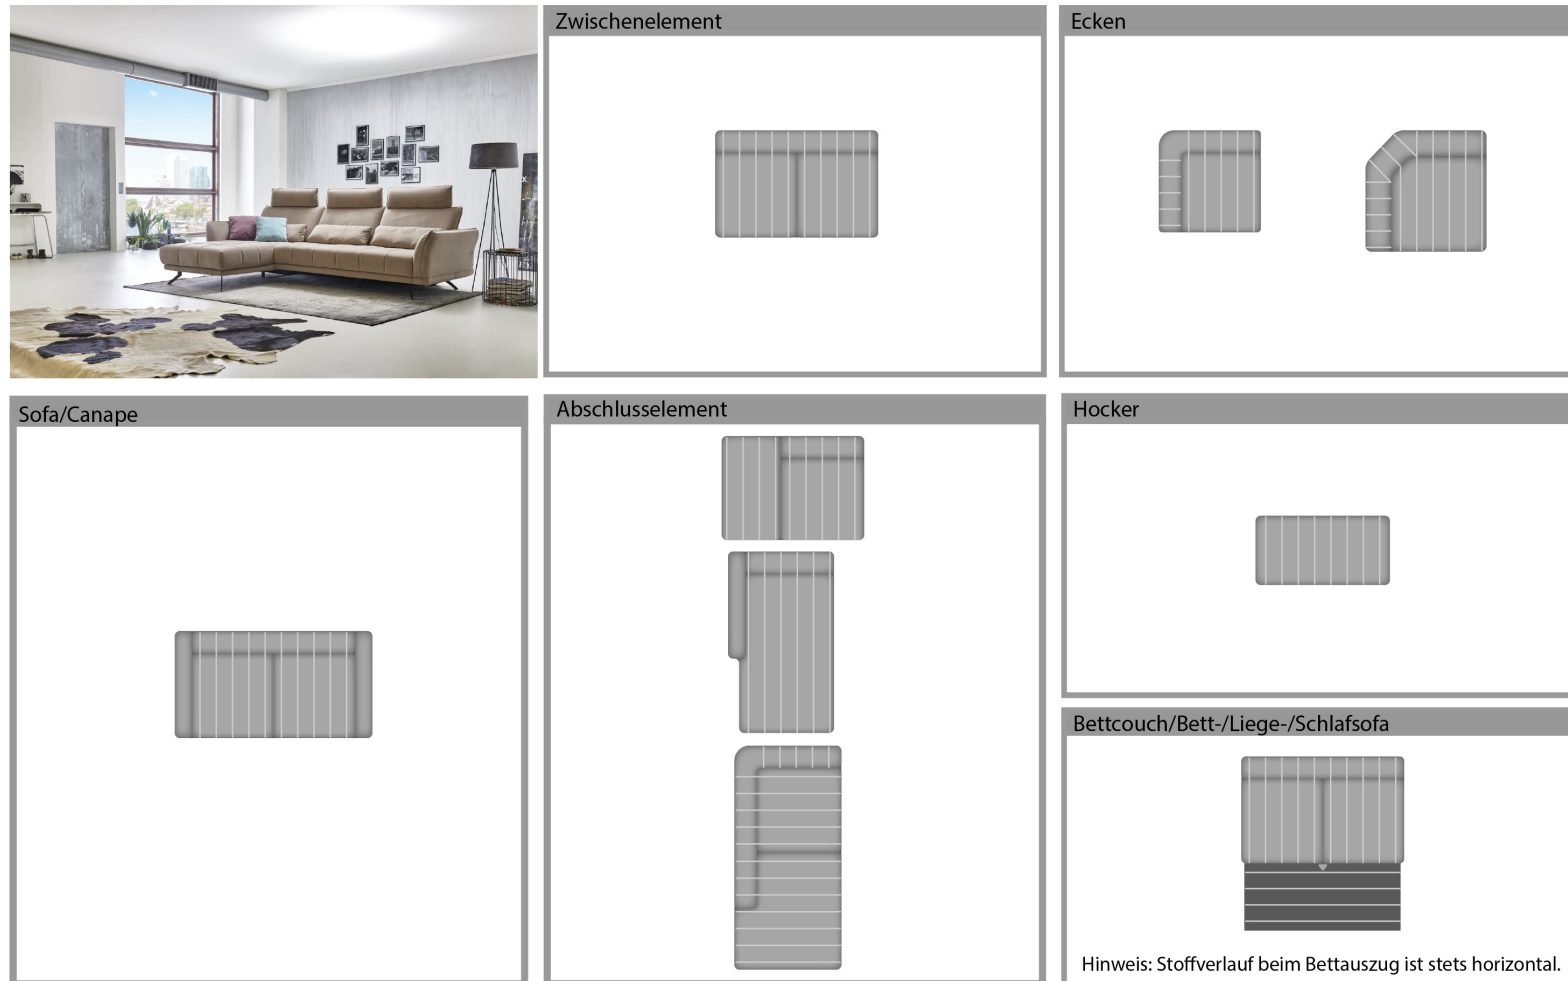 Zwischenelement
Ecken
Sofa/Canape
Abschlusselement
Hocker
Bettcouch/Bett-/Liege-/Schlafsofa
Hinweis: Stoffverlauf beim Bettauszug ist stets horizontal.